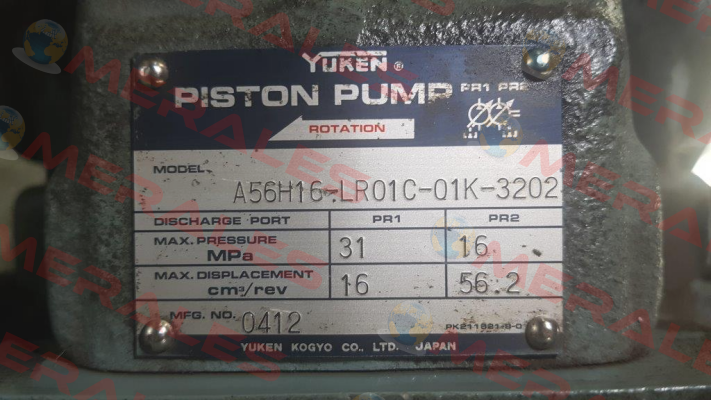 YUKEN ®
PISTON PUMP
PR1 PR2
ROTATION
MODEL A56H16-LR01C-01K-3202
DISCHARGE PORT PR1 PR2
MAX. PRESSURE MPa 31 16
MAX. DISPLACEMENT cm³/rev 16 56.2
MFG. NO. 0412
YUKEN KOGYO CO., LTD. JAPAN
MERALES